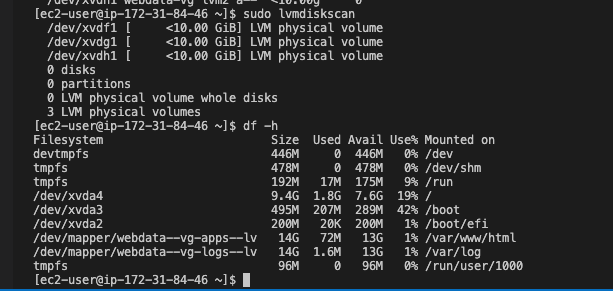 /dev/xvdh1 webdata-vg lvm2 a-- <10.00g 0
[ec2-user@ip-172-31-84-46 ~]$ sudo lvmdiskscan
/dev/xvdf1 [ <10.00 GiB] LVM physical volume
/dev/xvdg1 [ <10.00 GiB] LVM physical volume
/dev/xvdh1 [ <10.00 GiB] LVM physical volume
0 disks
0 partitions
0 LVM physical volume whole disks
3 LVM physical volumes
[ec2-user@ip-172-31-84-46 ~]$ df -h
Filesystem Size Used Avail Use% Mounted on
devtmpfs 446M 0 446M 0% /dev
tmpfs 478M 0 478M 0% /dev/shm
tmpfs 192M 17M 175M 9% /run
/dev/xvda4 9.4G 1.8G 7.6G 19% /
/dev/xvda3 495M 207M 289M 42% /boot
/dev/xvda2 200M 20K 200M 1% /boot/efi
/dev/mapper/webdata--vg-apps--lv 14G 72M 13G 1% /var/www/html
/dev/mapper/webdata--vg-logs--lv 14G 1.6M 13G 1% /var/log
tmpfs 96M 0 96M 0% /run/user/1000
[ec2-user@ip-172-31-84-46 ~]$